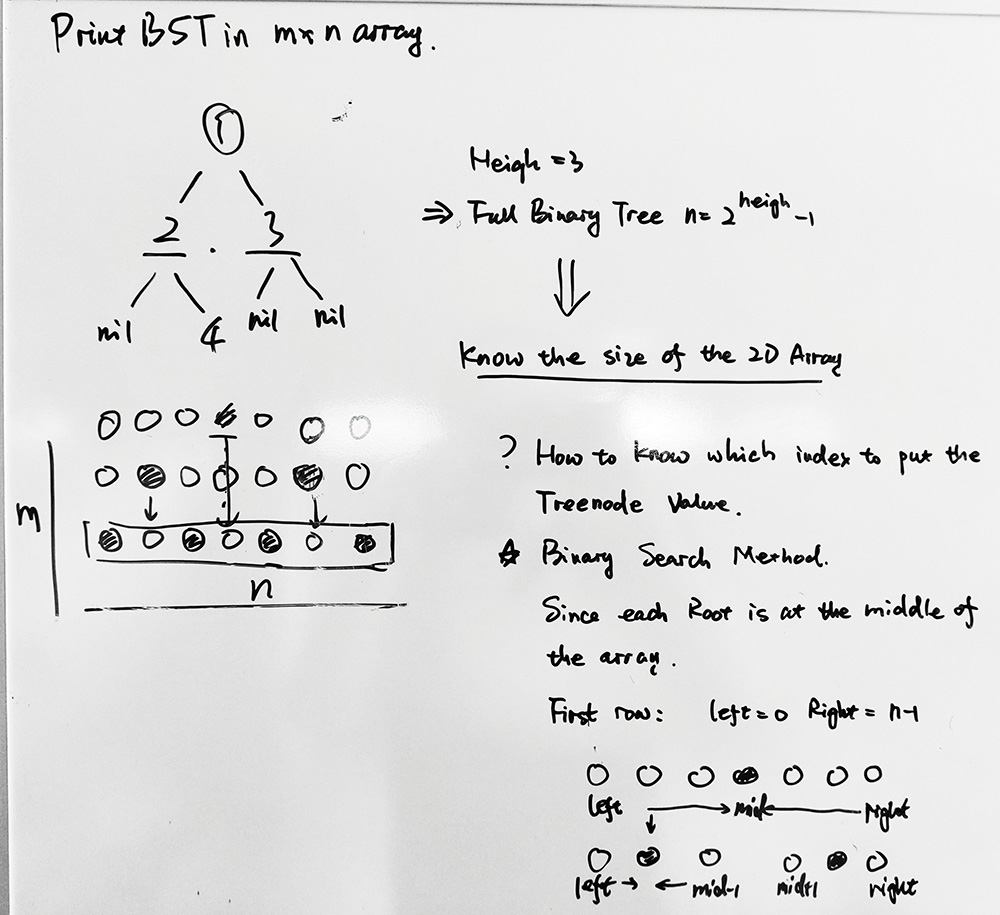 Print BST in m x n array.
1
2 3
nil 4 nil nil
m
n
Heigh = 3
⇒ Full Binary Tree n = 2^heigh - 1
Know the size of the 2D Array
? How to know which index to put the
Treenode Value.
☆ Binary Search Method.
Since each Root is at the middle of
the array.
First row: left = 0 Right = n-1
left mid right
left mid-1 mid+1 right